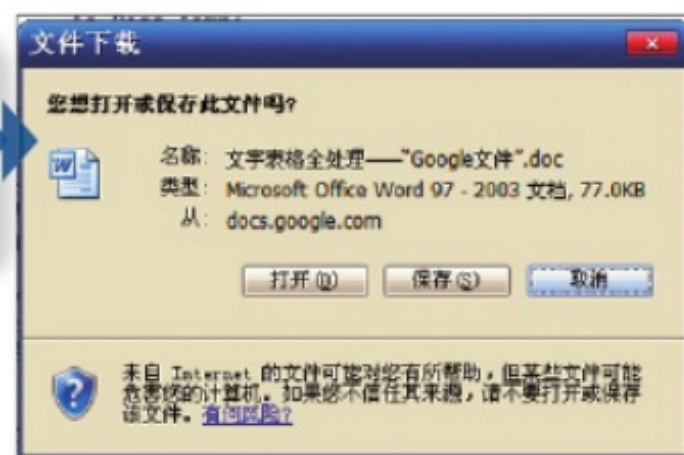 文件下载
您想打开或保存此文件吗?
名称: 文字表格全处理——“Google文件”.doc
类型: Microsoft Office Word 97 - 2003 文档, 77.0KB
从: docs.google.com
打开(O) 保存(S) 取消
来自 Internet 的文件可能对您有所帮助，但某些文件可能
危害您的计算机。如果您不信任其来源，请不要打开或保存
该文件。有何风险?